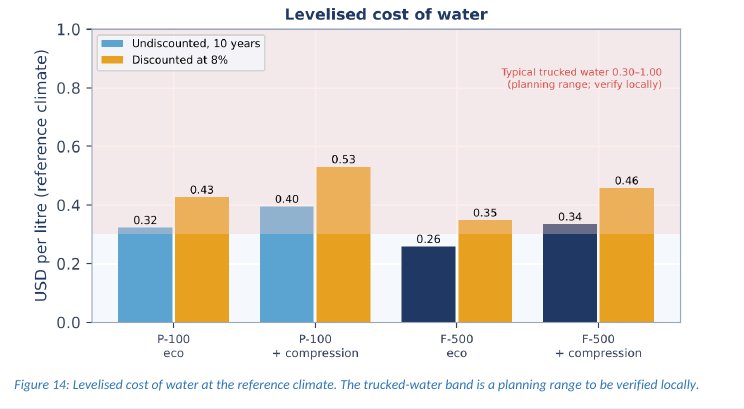 Levelised cost of water
1.0
Undiscounted, 10 years
Discounted at 8%
Typical trucked water 0.30–1.00
(planning range; verify locally)
0.8
0.6
0.4
0.2
0.0
USD per litre (reference climate)
0.32
0.43
0.40
0.53
0.26
0.35
0.34
0.46
P-100
eco
P-100
+ compression
F-500
eco
F-500
+ compression
Figure 14: Levelised cost of water at the reference climate. The trucked-water band is a planning range to be verified locally.